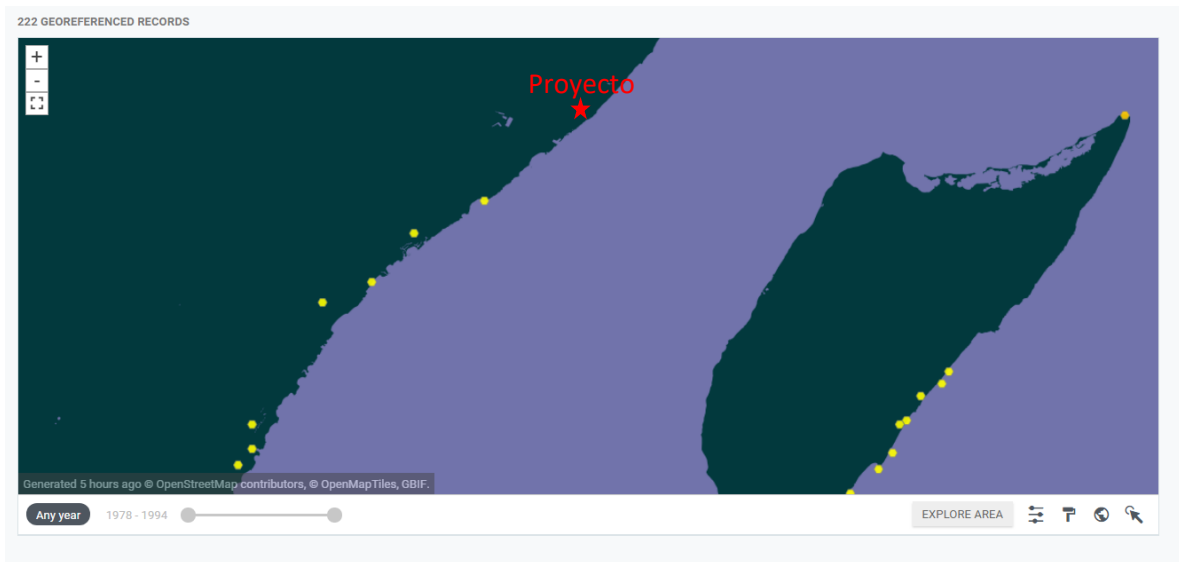 222 GEOREFERENCED RECORDS
+
-
Proyecto
Generated 5 hours ago © OpenStreetMap contributors, © OpenMapTiles, GBIF.
Any year 1978 - 1994 EXPLORE AREA